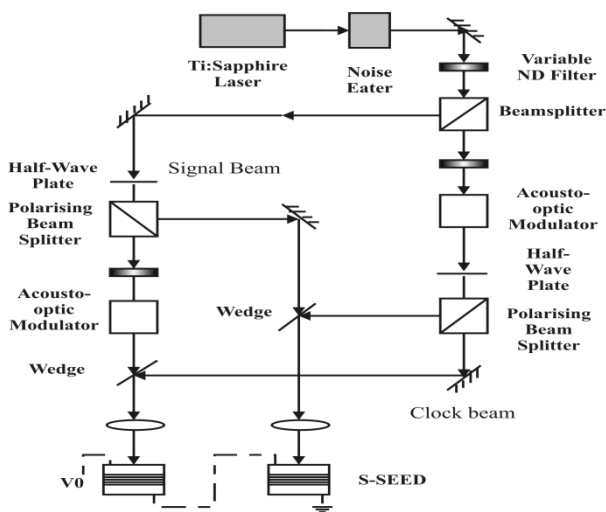 Ti:Sapphire
Laser
Noise
Eater
Variable
ND Filter
Beamsplitter
Half-Wave
Plate
Signal Beam
Polarising
Beam
Splitter
Acousto-
optic
Modulator
Half-
Wave
Plate
Acousto-
optic
Modulator
Wedge
Polarising
Beam
Splitter
Wedge
Clock beam
V0
S-SEED